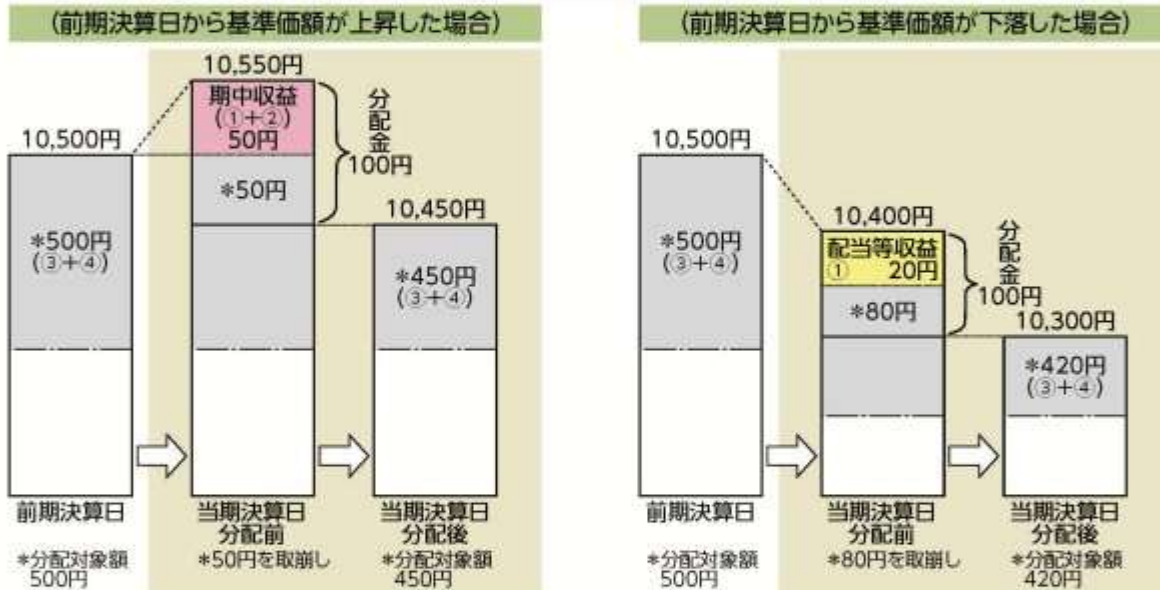 (前期決算日から基準価額が上昇した場合)
10,550円
期中収益
(①+②)
50円
分配金
100円
10,500円
*50円
10,450円
*500円
(③+④)
*450円
(③+④)
前期決算日
当期決算日
分配前
当期決算日
分配後
*分配対象額
500円
*50円を取崩し
*分配対象額
450円
(前期決算日から基準価額が下落した場合)
10,500円
10,400円
*500円
(③+④)
配当等収益
① 20円
分配金
100円
*80円
10,300円
*420円
(③+④)
前期決算日
当期決算日
分配前
当期決算日
分配後
*分配対象額
500円
*80円を取崩し
*分配対象額
420円